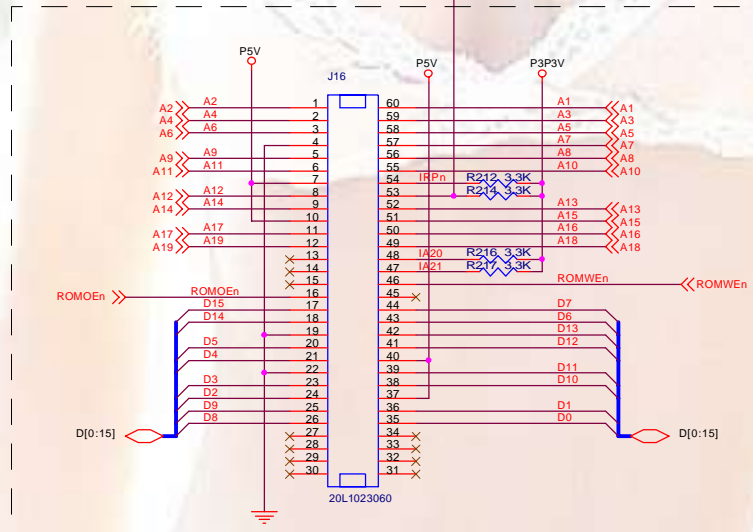 P5V P5V P3P3V
J16
A2 A2 1 60 A1 A1
A4 A4 2 59 A3 A3
A6 A6 3 58 A5 A5
4 57 A7 A7
A9 A9 5 56 A8 A8
A11 A11 6 55 A10 A10
7 54 IRPn R212 3.3K
A12 A12 8 53 R214 3.3K
A14 A14 9 52 A13 A13
10 51 A15 A15
A17 A17 11 50 A16 A16
A19 A19 12 49 A18 A18
13 48 IA20 R216 3.3K
14 47 IA21 R217 3.3K
15 46 ROMWEn ROMWEn
ROMOEn ROMOEn 16 45
D15 17 44 D7
D14 18 43 D6
19 42 D13
D5 20 41 D12
D4 21 40
22 39 D11
D3 23 38 D10
D2 24 37
D9 25 36 D1
D8 26 35 D0
D[0:15] 27 34 D[0:15]
28 33
29 32
30 31
20L1023060